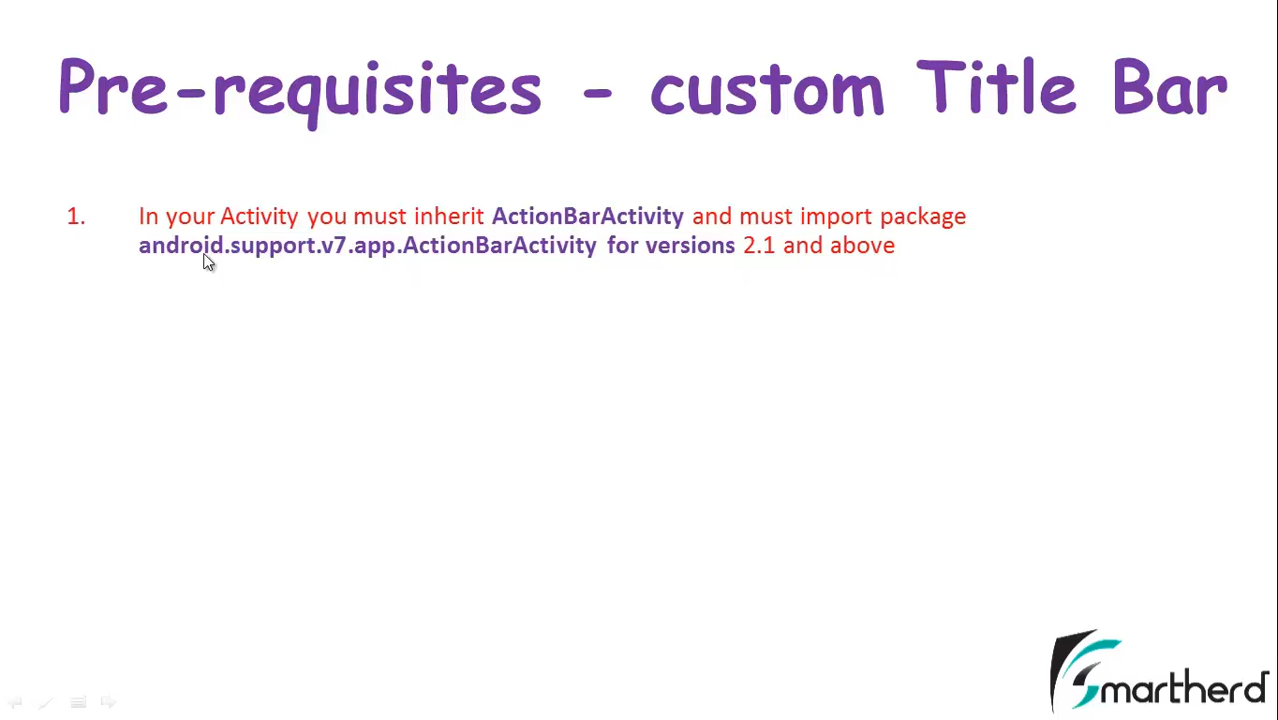 Pre-requisites - custom Title Bar
1. In your Activity you must inherit ActionBarActivity and must import package
android.support.v7.app.ActionBarActivity for versions 2.1 and above
Smartherd